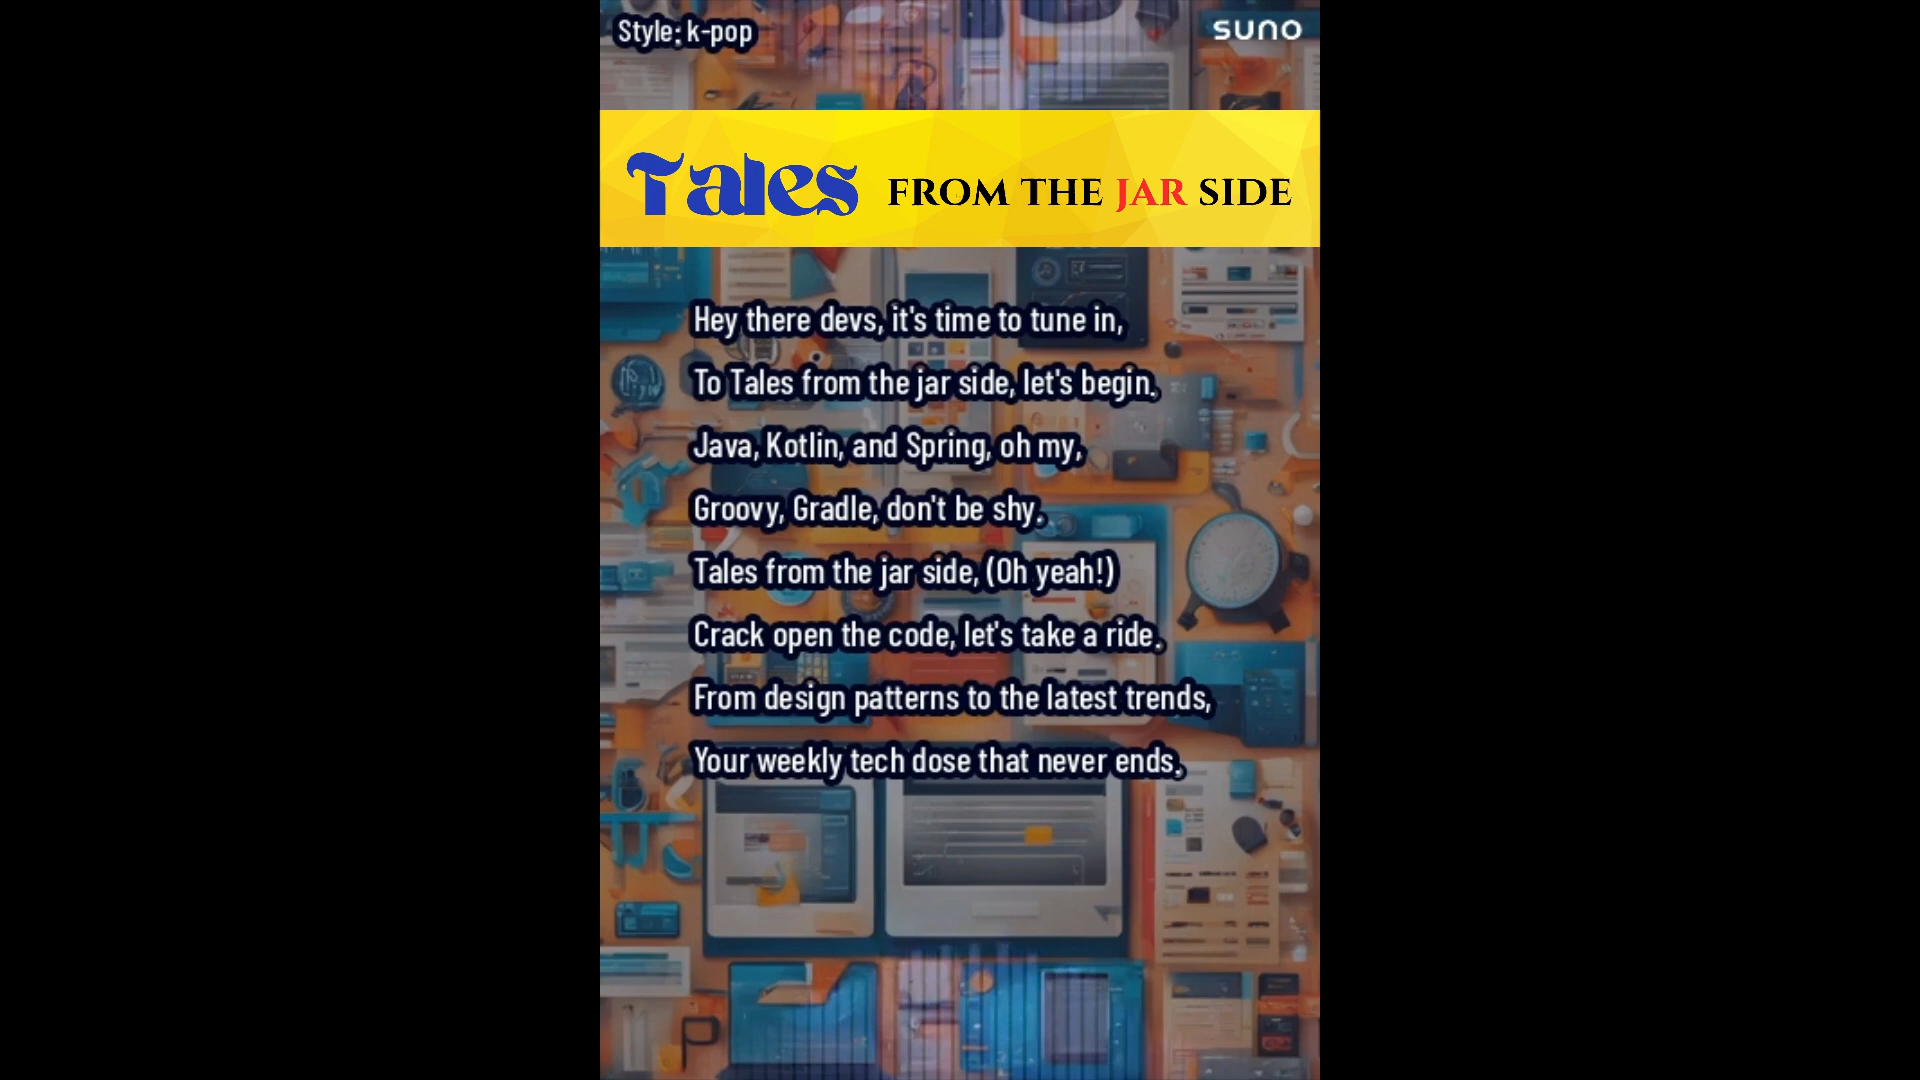 Style: k-pop
SUNO
Tales FROM THE JAR SIDE
Hey there devs, it's time to tune in,
To Tales from the jar side, let's begin.
Java, Kotlin, and Spring, oh my,
Groovy, Gradle, don't be shy.
Tales from the jar side, (Oh yeah!)
Crack open the code, let's take a ride.
From design patterns to the latest trends,
Your weekly tech dose that never ends.